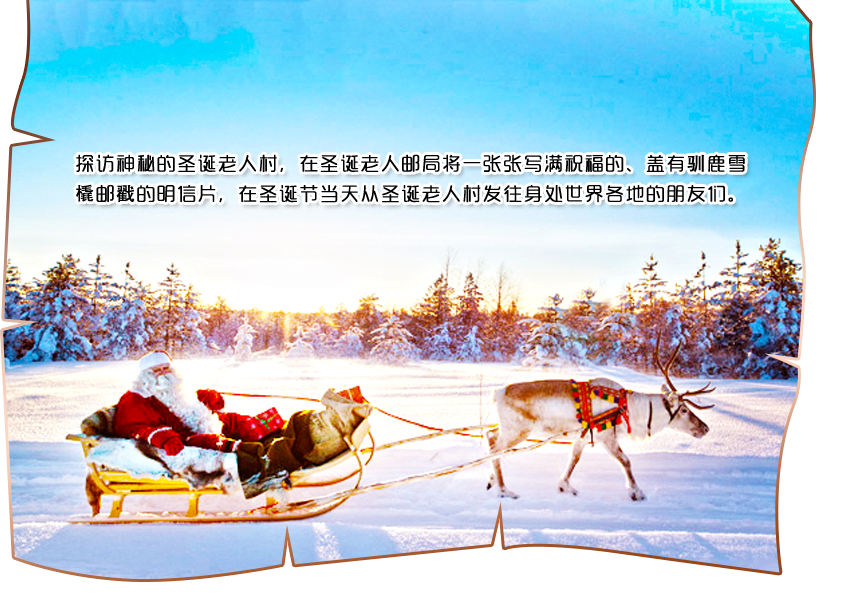 探访神秘的圣诞老人村，在圣诞老人邮局将一张张写满祝福的、盖有驯鹿雪
橇邮戳的明信片，在圣诞节当天从圣诞老人村发往身处世界各地的朋友们。